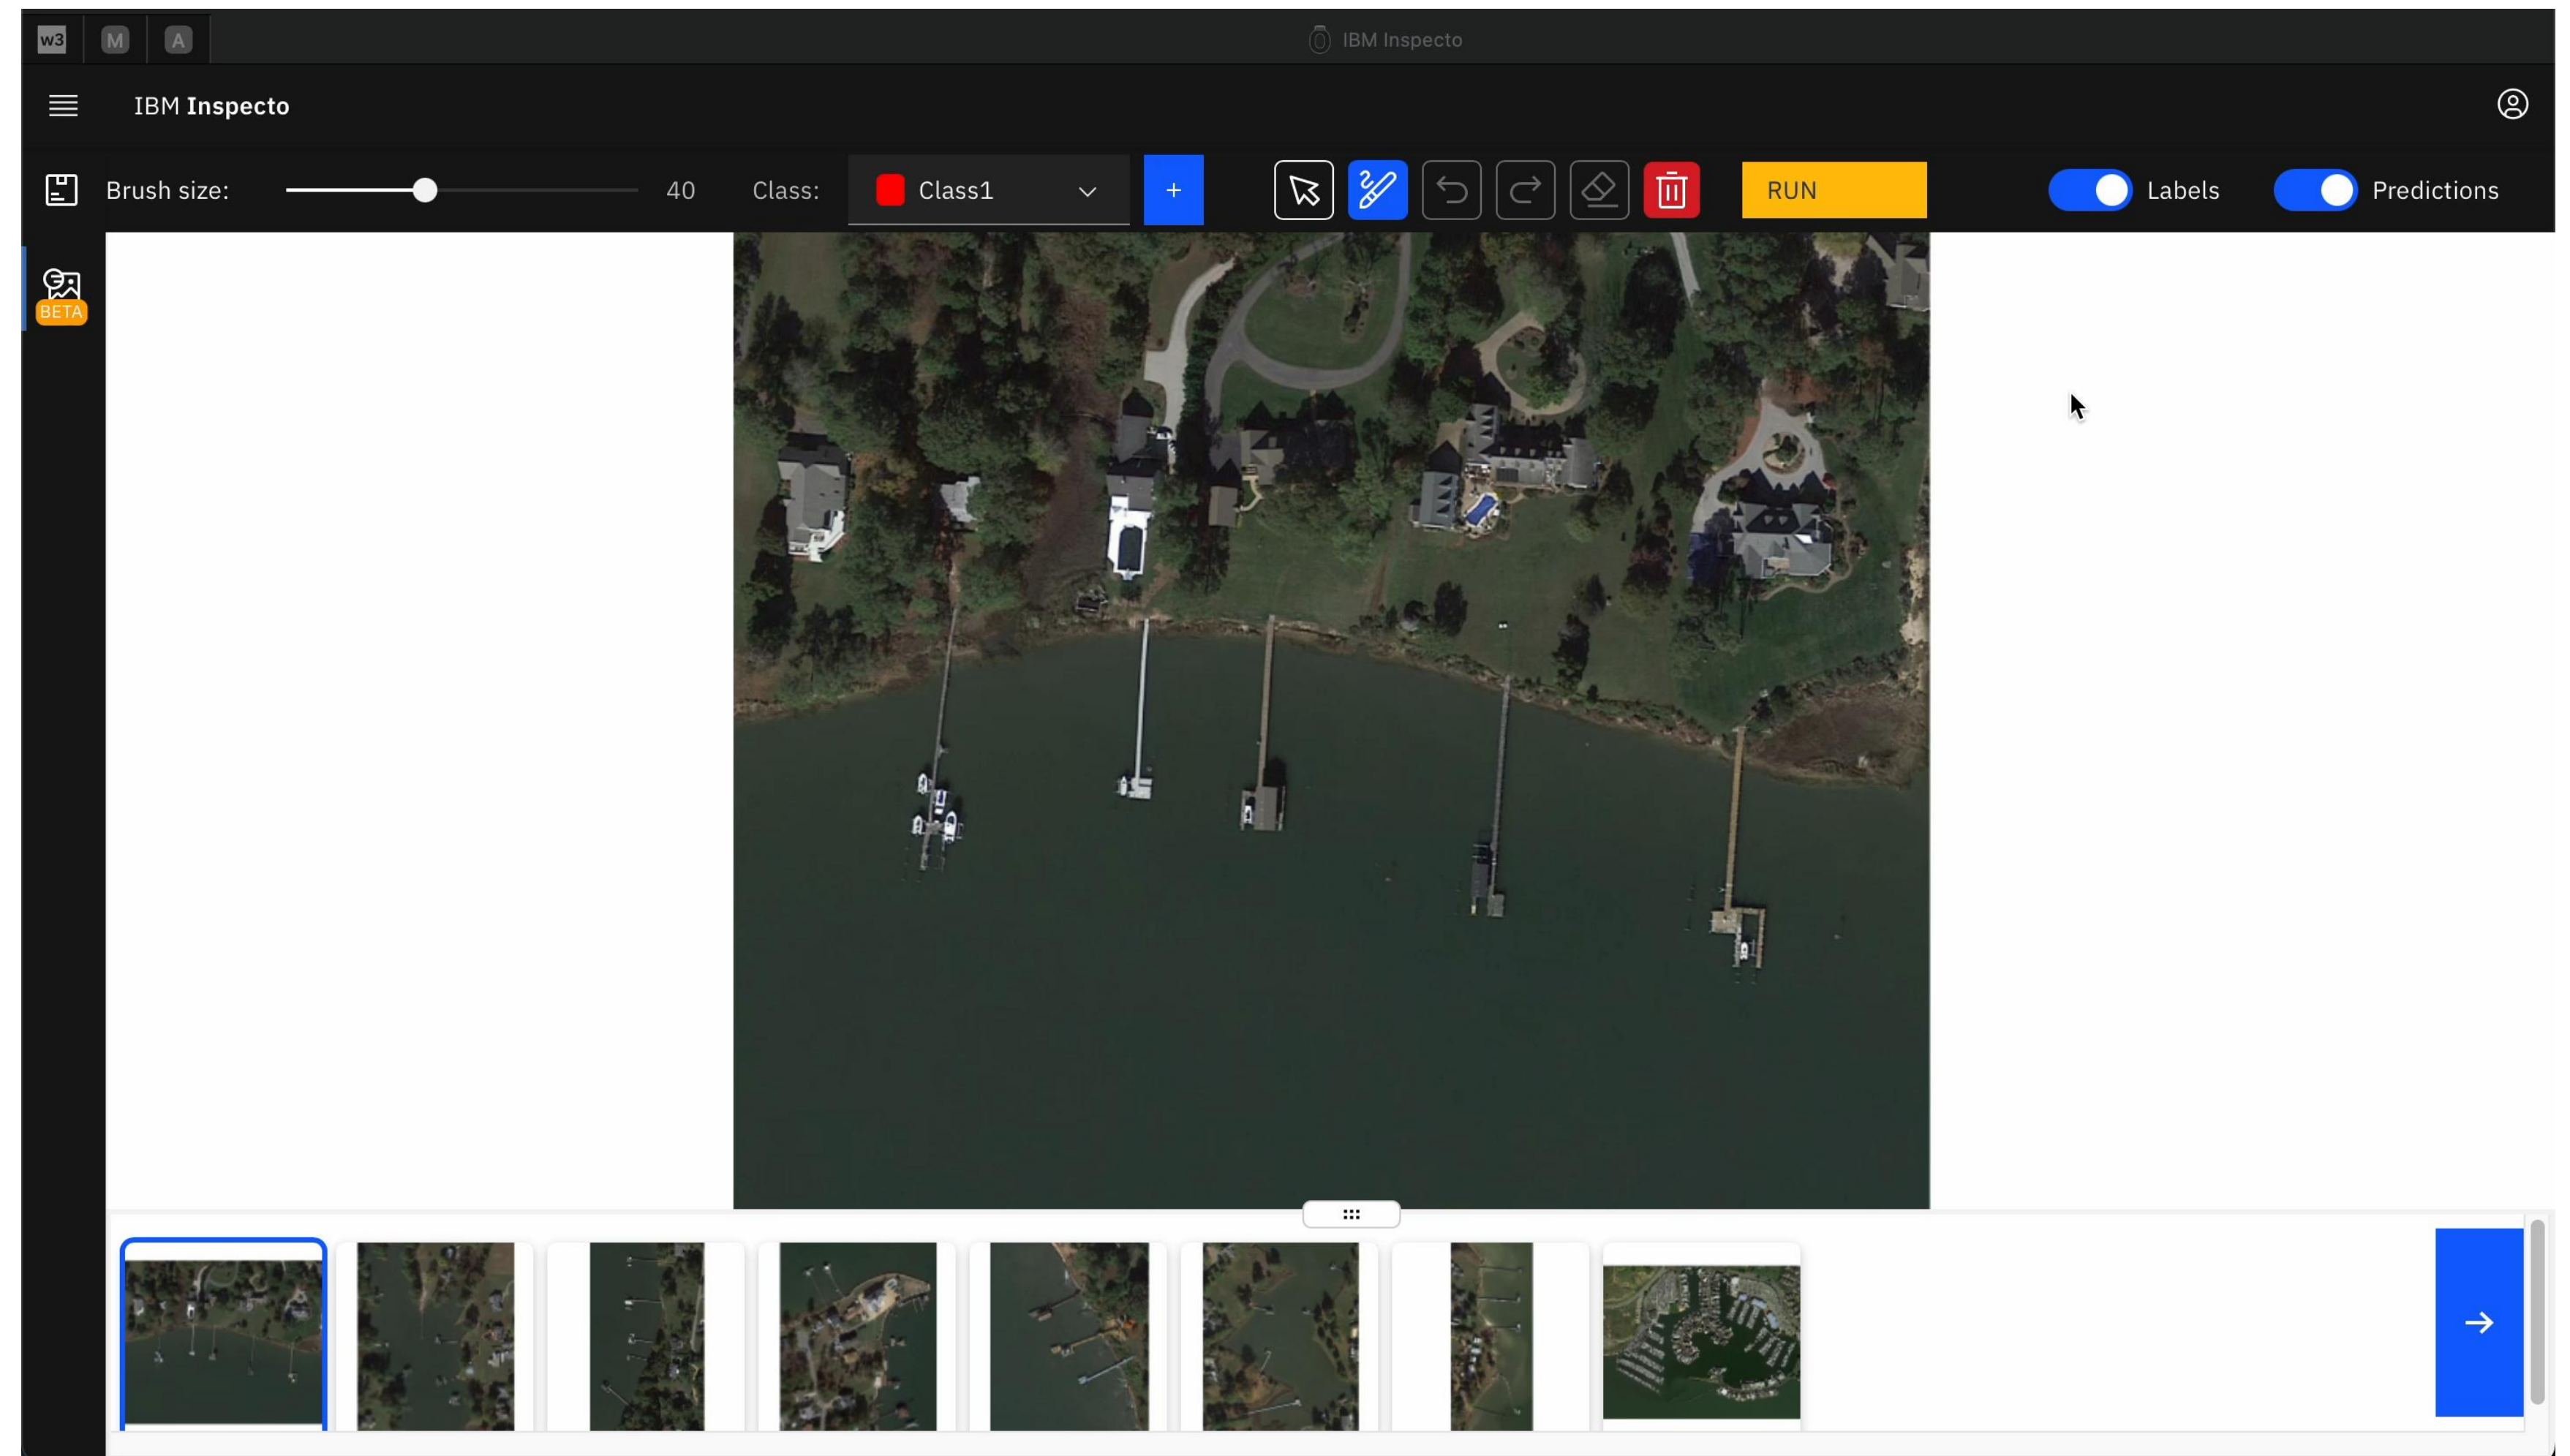 w3 M A IBM Inspecto
IBM Inspecto
Brush size: 40 Class: Class1 + RUN Labels Predictions
BETA